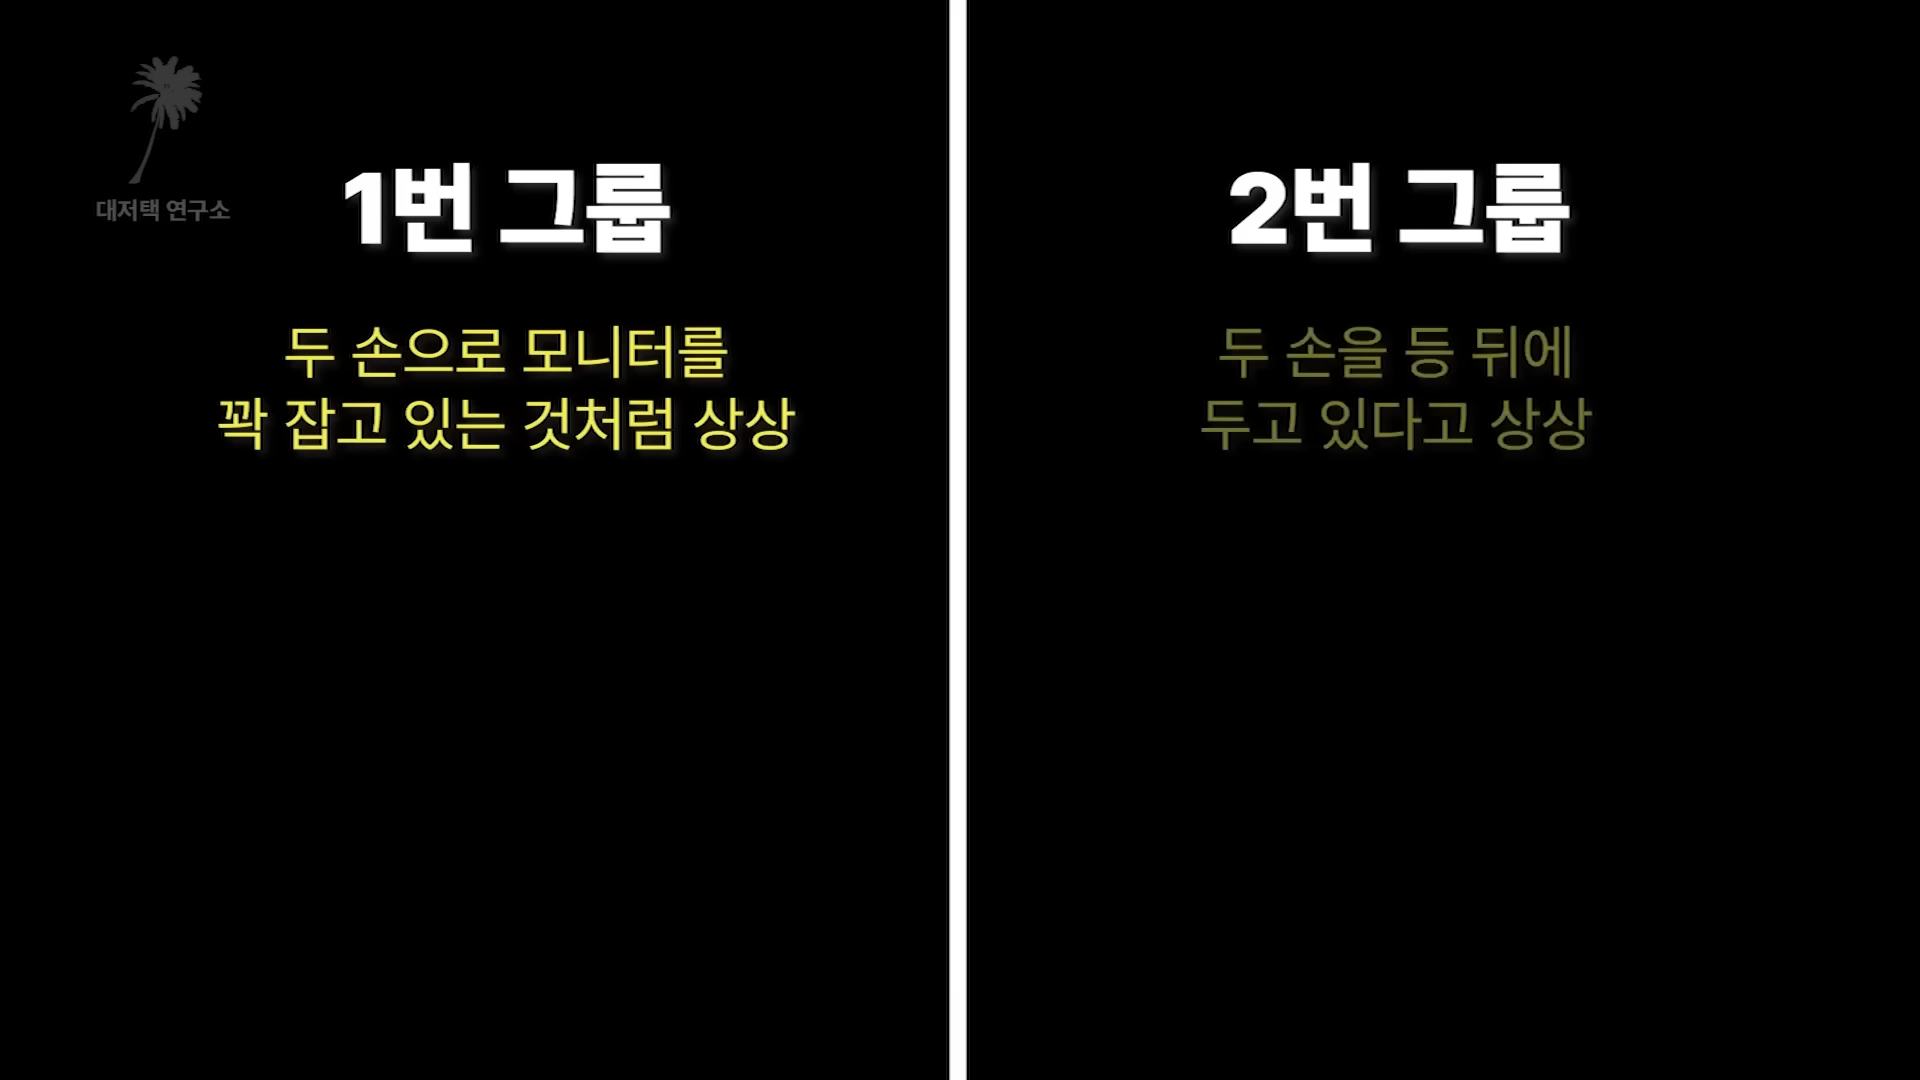 대저택 연구소
1번 그룹
두 손으로 모니터를
꽉 잡고 있는 것처럼 상상
2번 그룹
두 손을 등 뒤에
두고 있다고 상상